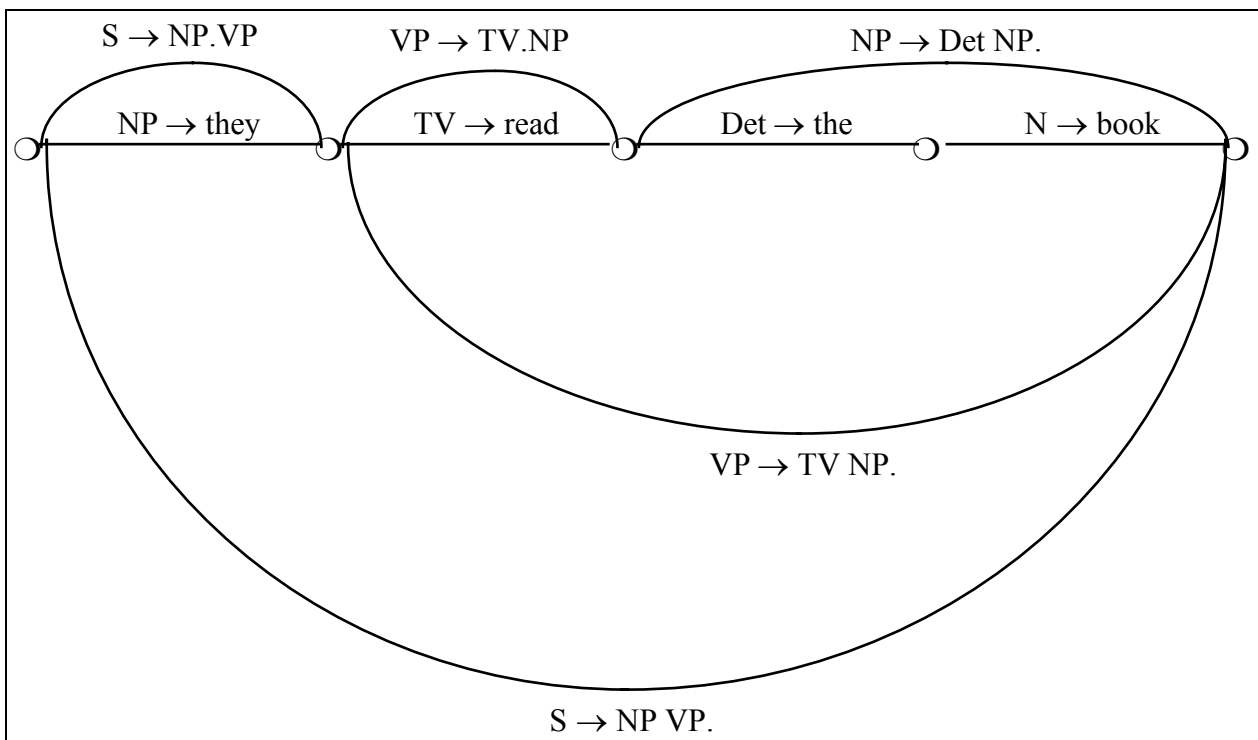 S → NP.VP
VP → TV.NP
NP → Det NP.
NP → they
TV → read
Det → the
N → book
VP → TV NP.
S → NP VP.